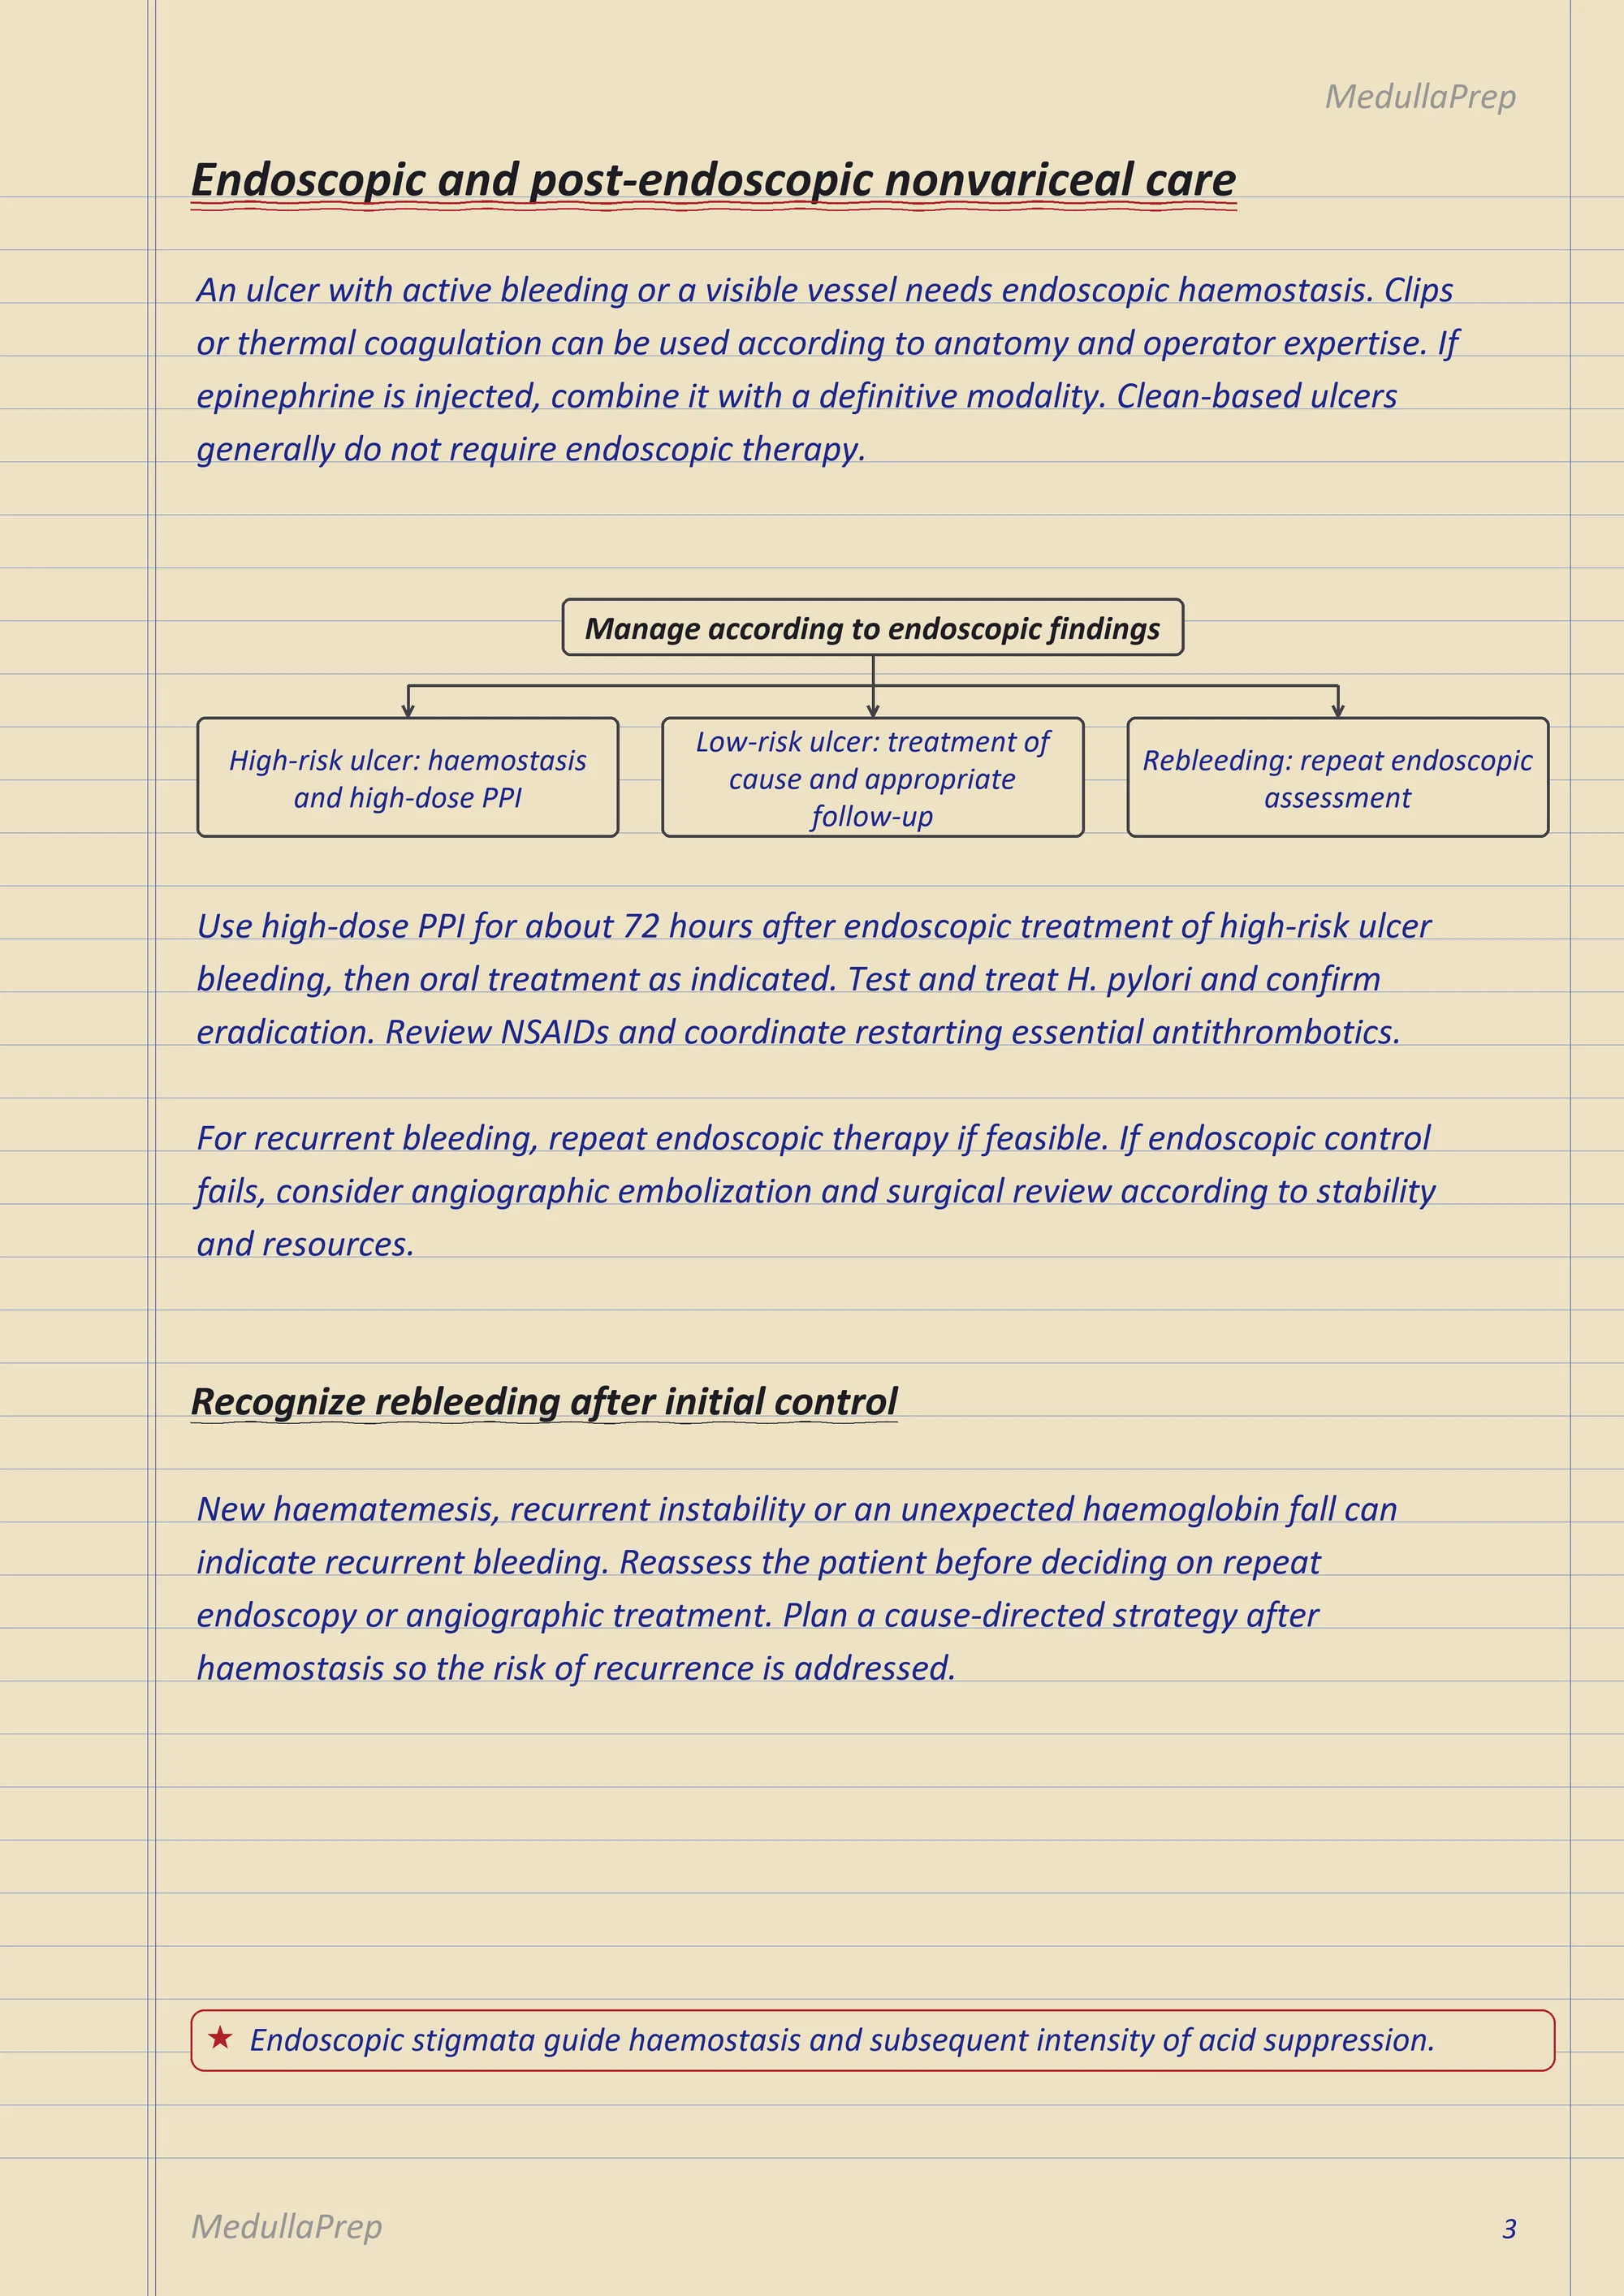 MedullaPrep
Endoscopic and post-endoscopic nonvariceal care
An ulcer with active bleeding or a visible vessel needs endoscopic haemostasis. Clips
or thermal coagulation can be used according to anatomy and operator expertise. If
epinephrine is injected, combine it with a definitive modality. Clean-based ulcers
generally do not require endoscopic therapy.
Manage according to endoscopic findings
High-risk ulcer: haemostasis
and high-dose PPI
Low-risk ulcer: treatment of
cause and appropriate
follow-up
Rebleeding: repeat endoscopic
assessment
Use high-dose PPI for about 72 hours after endoscopic treatment of high-risk ulcer
bleeding, then oral treatment as indicated. Test and treat H. pylori and confirm
eradication. Review NSAIDs and coordinate restarting essential antithrombotics.
For recurrent bleeding, repeat endoscopic therapy if feasible. If endoscopic control
fails, consider angiographic embolization and surgical review according to stability
and resources.
Recognize rebleeding after initial control
New haematemesis, recurrent instability or an unexpected haemoglobin fall can
indicate recurrent bleeding. Reassess the patient before deciding on repeat
endoscopy or angiographic treatment. Plan a cause-directed strategy after
haemostasis so the risk of recurrence is addressed.
★ Endoscopic stigmata guide haemostasis and subsequent intensity of acid suppression.
MedullaPrep
3